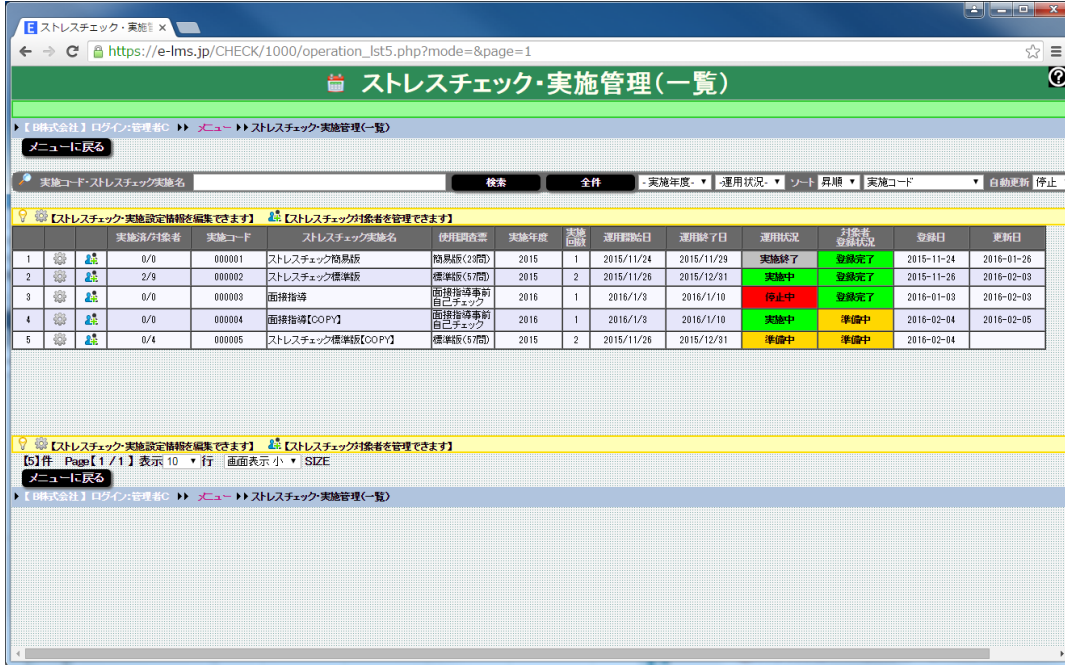 ストレスチェック・実施管
https://e-lms.jp/CHECK/1000/operation_lst5.php?mode=&page=1
ストレスチェック・実施管理(一覧)
【 B株式会社 】 ログイン:管理者C メニュー ストレスチェック・実施管理(一覧)
メニューに戻る
実施コード・ストレスチェック実施名 検索 全件 - 実施年度- -運用状況- ソート 昇順 実施コード 自動更新 停止
【ストレスチェック・実施設定情報を編集できます】 【ストレスチェック対象者を管理できます】
実施済/対象者 実施コード ストレスチェック実施名 使用調査票 実施年度 実施回数 運用開始日 運用終了日 運用状況 対象者登録状況 登録日 更新日
1 0/0 000001 ストレスチェック簡易版 簡易版(23問) 2015 1 2015/11/24 2015/11/29 実施終了 登録完了 2015-11-24 2016-01-26
2 2/9 000002 ストレスチェック標準版 標準版(57問) 2015 2 2015/11/26 2015/12/31 実施中 登録完了 2015-11-26 2016-02-03
3 0/0 000003 面接指導 面接指導事前自己チェック 2016 1 2016/1/3 2016/1/10 停止中 登録完了 2016-01-03 2016-02-03
4 0/0 000004 面接指導【COPY】 面接指導事前自己チェック 2016 1 2016/1/3 2016/1/10 実施中 準備中 2016-02-04 2016-02-05
5 0/4 000005 ストレスチェック標準版【COPY】 標準版(57問) 2015 2 2015/11/26 2015/12/31 準備中 準備中 2016-02-04
【ストレスチェック・実施設定情報を編集できます】 【ストレスチェック対象者を管理できます】
【5】件 Page【 1 / 1 】 表示 10 行 画面表示 小 SIZE
メニューに戻る
【 B株式会社 】 ログイン:管理者C メニュー ストレスチェック・実施管理(一覧)